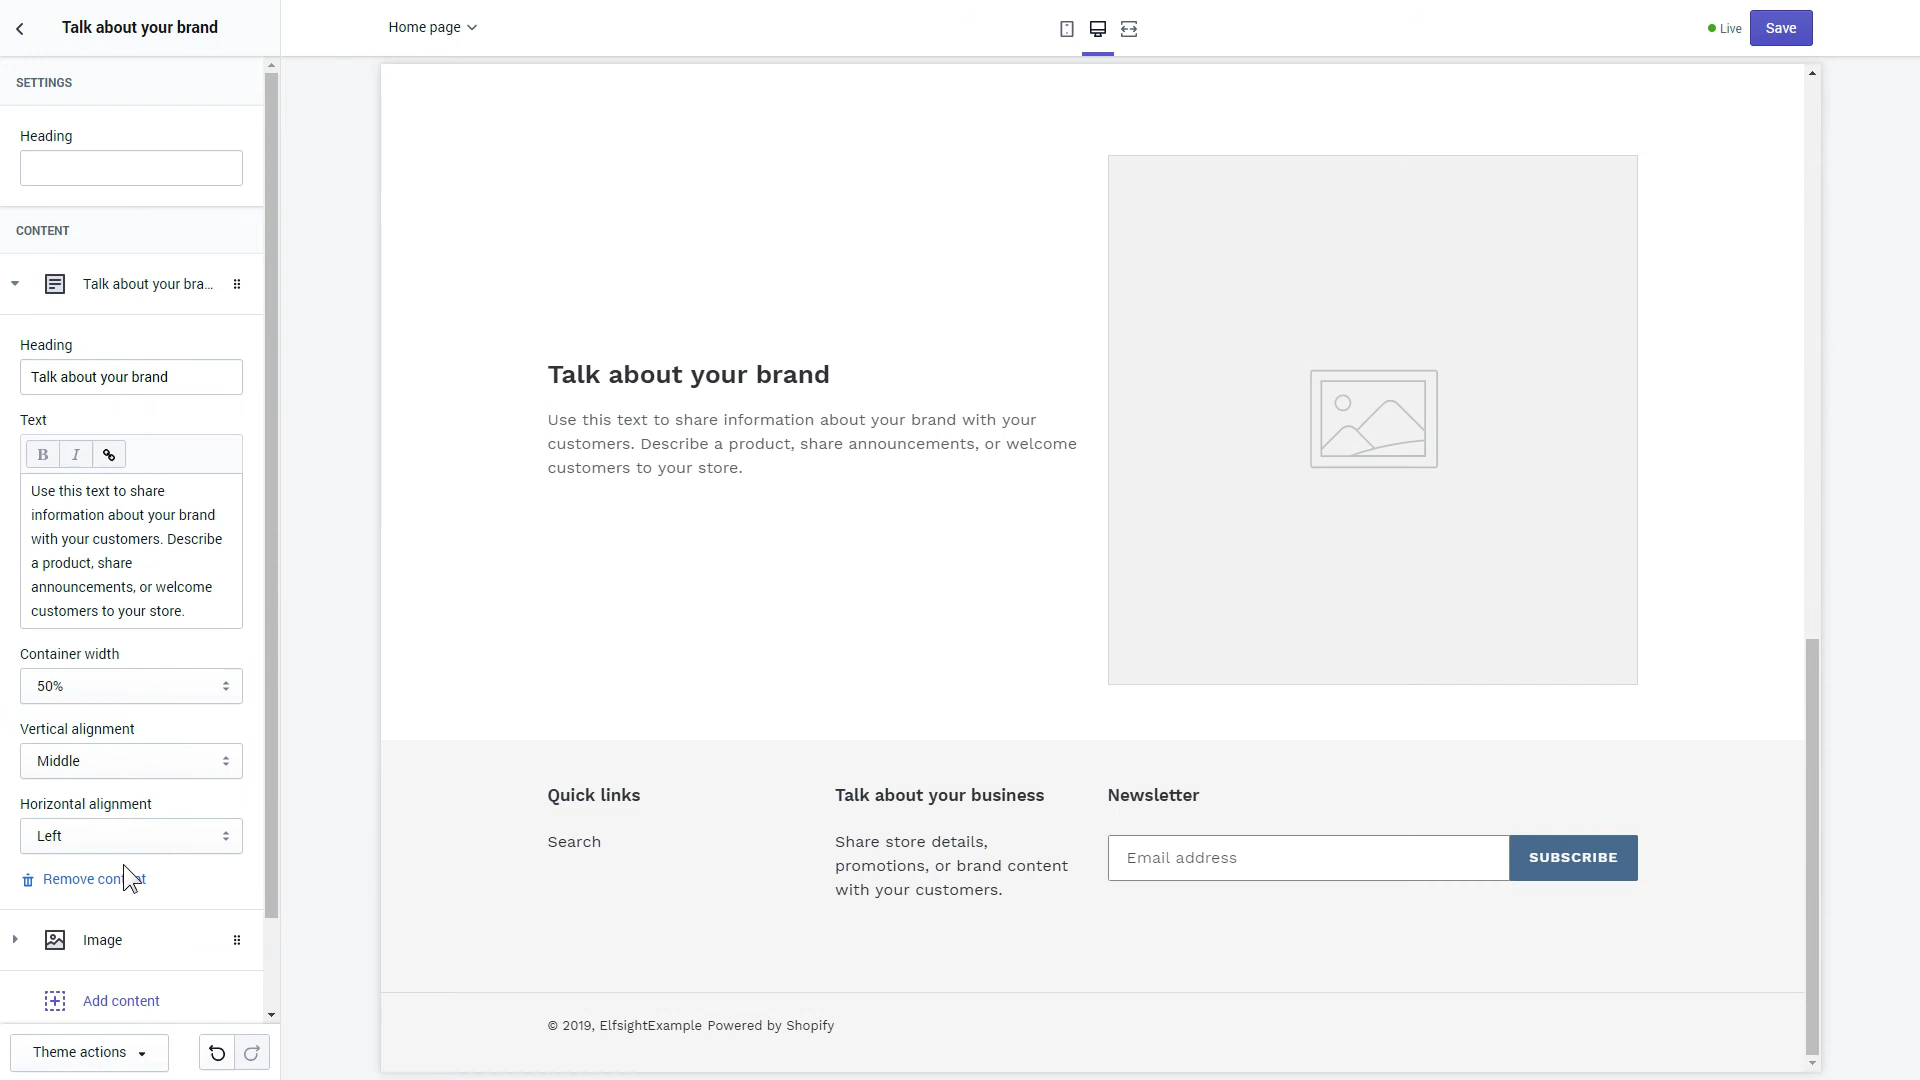 Talk about your brand
Home page
Live
Save
SETTINGS
Heading
CONTENT
Talk about your bra...
Heading
Talk about your brand
Text
B I
Use this text to share
information about your brand
with your customers. Describe
a product, share
announcements, or welcome
customers to your store.
Container width
50%
Vertical alignment
Middle
Horizontal alignment
Left
Remove content
Image
Add content
Theme actions
Talk about your brand
Use this text to share information about your brand with your
customers. Describe a product, share announcements, or welcome
customers to your store.
Quick links
Search
Talk about your business
Share store details,
promotions, or brand content
with your customers.
Newsletter
Email address
SUBSCRIBE
© 2019, ElfsightExample Powered by Shopify